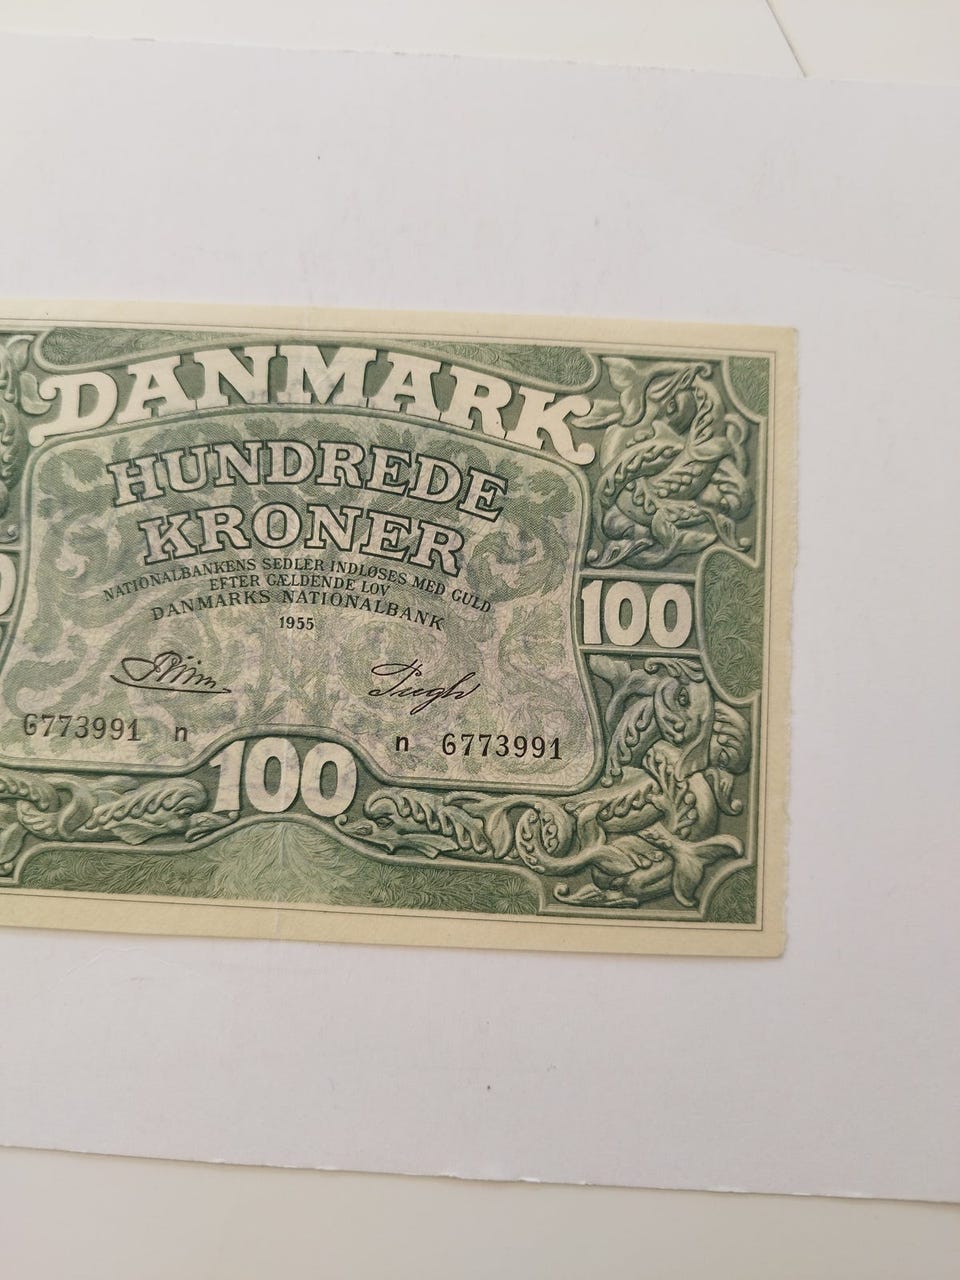 DANMARK
HUNDREDE
KRONER
NATIONALBANKENS SEDLER INDLØSES MED GULD
EFTER GÆLDENDE LOV
DANMARKS NATIONALBANK
1955
100
6773991 n
n 6773991
100